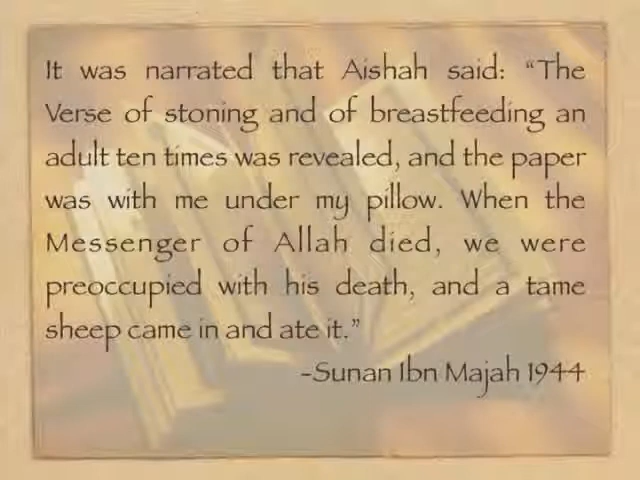 It was narrated that Aishah said: “The
Verse of stoning and of breastfeeding an
adult ten times was revealed, and the paper
was with me under my pillow. When the
Messenger of Allah died, we were
preoccupied with his death, and a tame
sheep came in and ate it.”
-Sunan Ibn Majah 1944